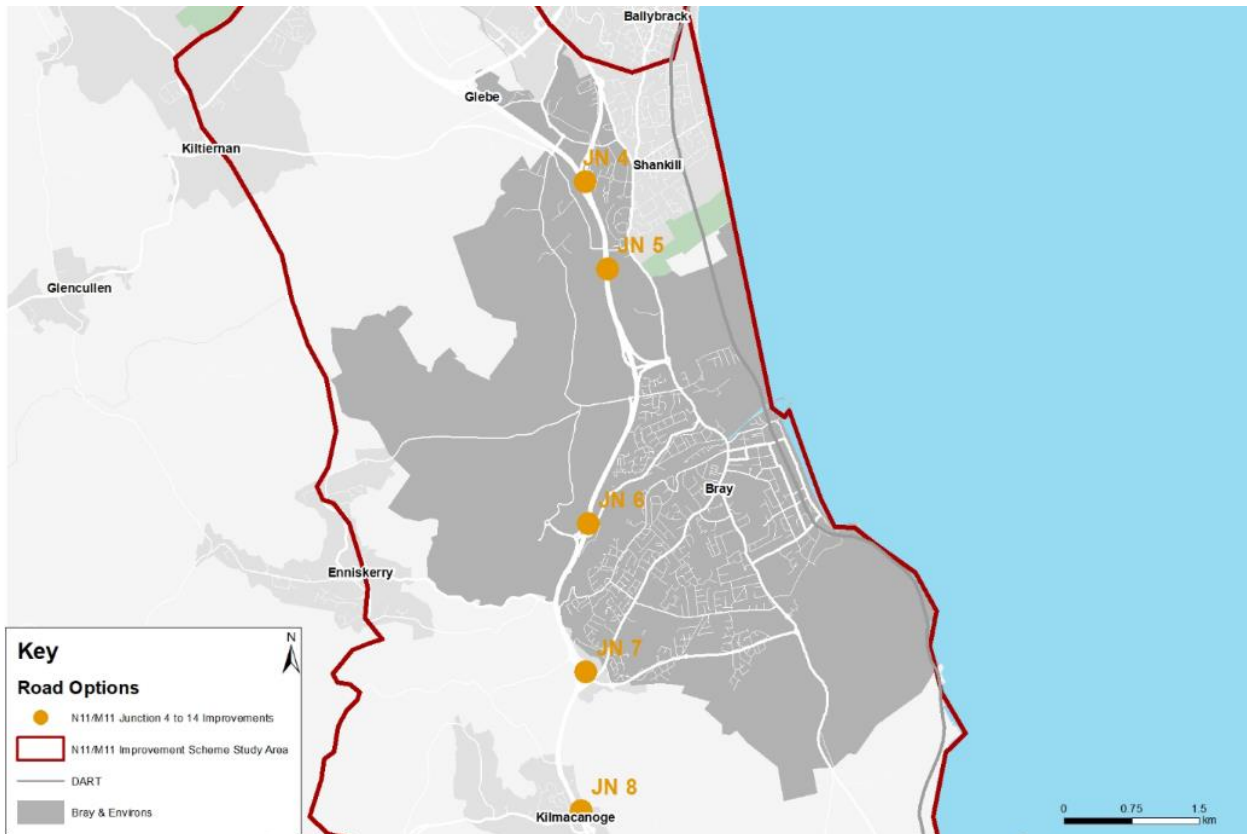 Ballybrack
Glebe
Kiltiernan
JN 4
Shankill
JN 5
Glencullen
Bray
JN 6
Enniskerry
JN 7
JN 8
Kilmacanoge
Key
N
Road Options
N11/M11 Junction 4 to 14 Improvements
N11/M11 Improvement Scheme Study Area
DART
Bray & Environs
0 0.75 1.5
km